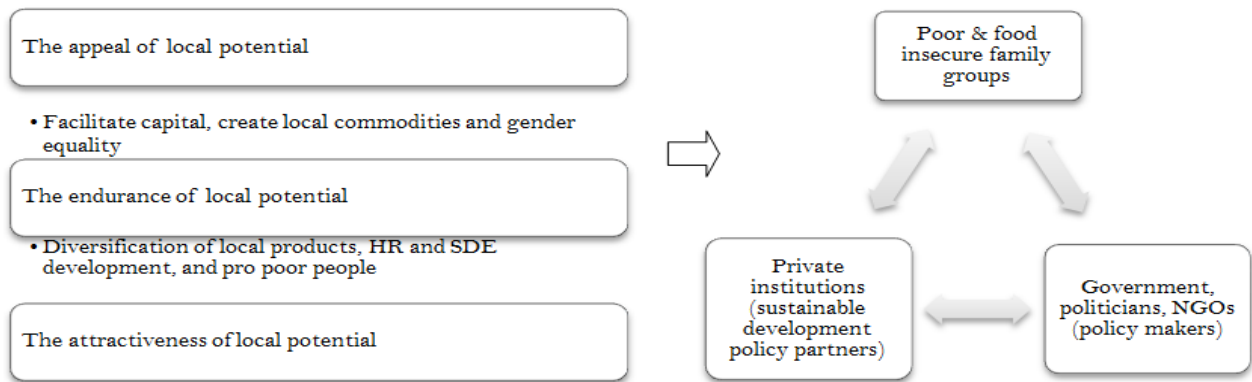 The appeal of local potential
• Facilitate capital, create local commodities and gender
equality
The endurance of local potential
• Diversification of local products, HR and SDE
development, and pro poor people
The attractiveness of local potential
Poor & food
insecure family
groups
Private
institutions
(sustainable
development
policy partners)
Government,
politicians, NGOs
(policy makers)